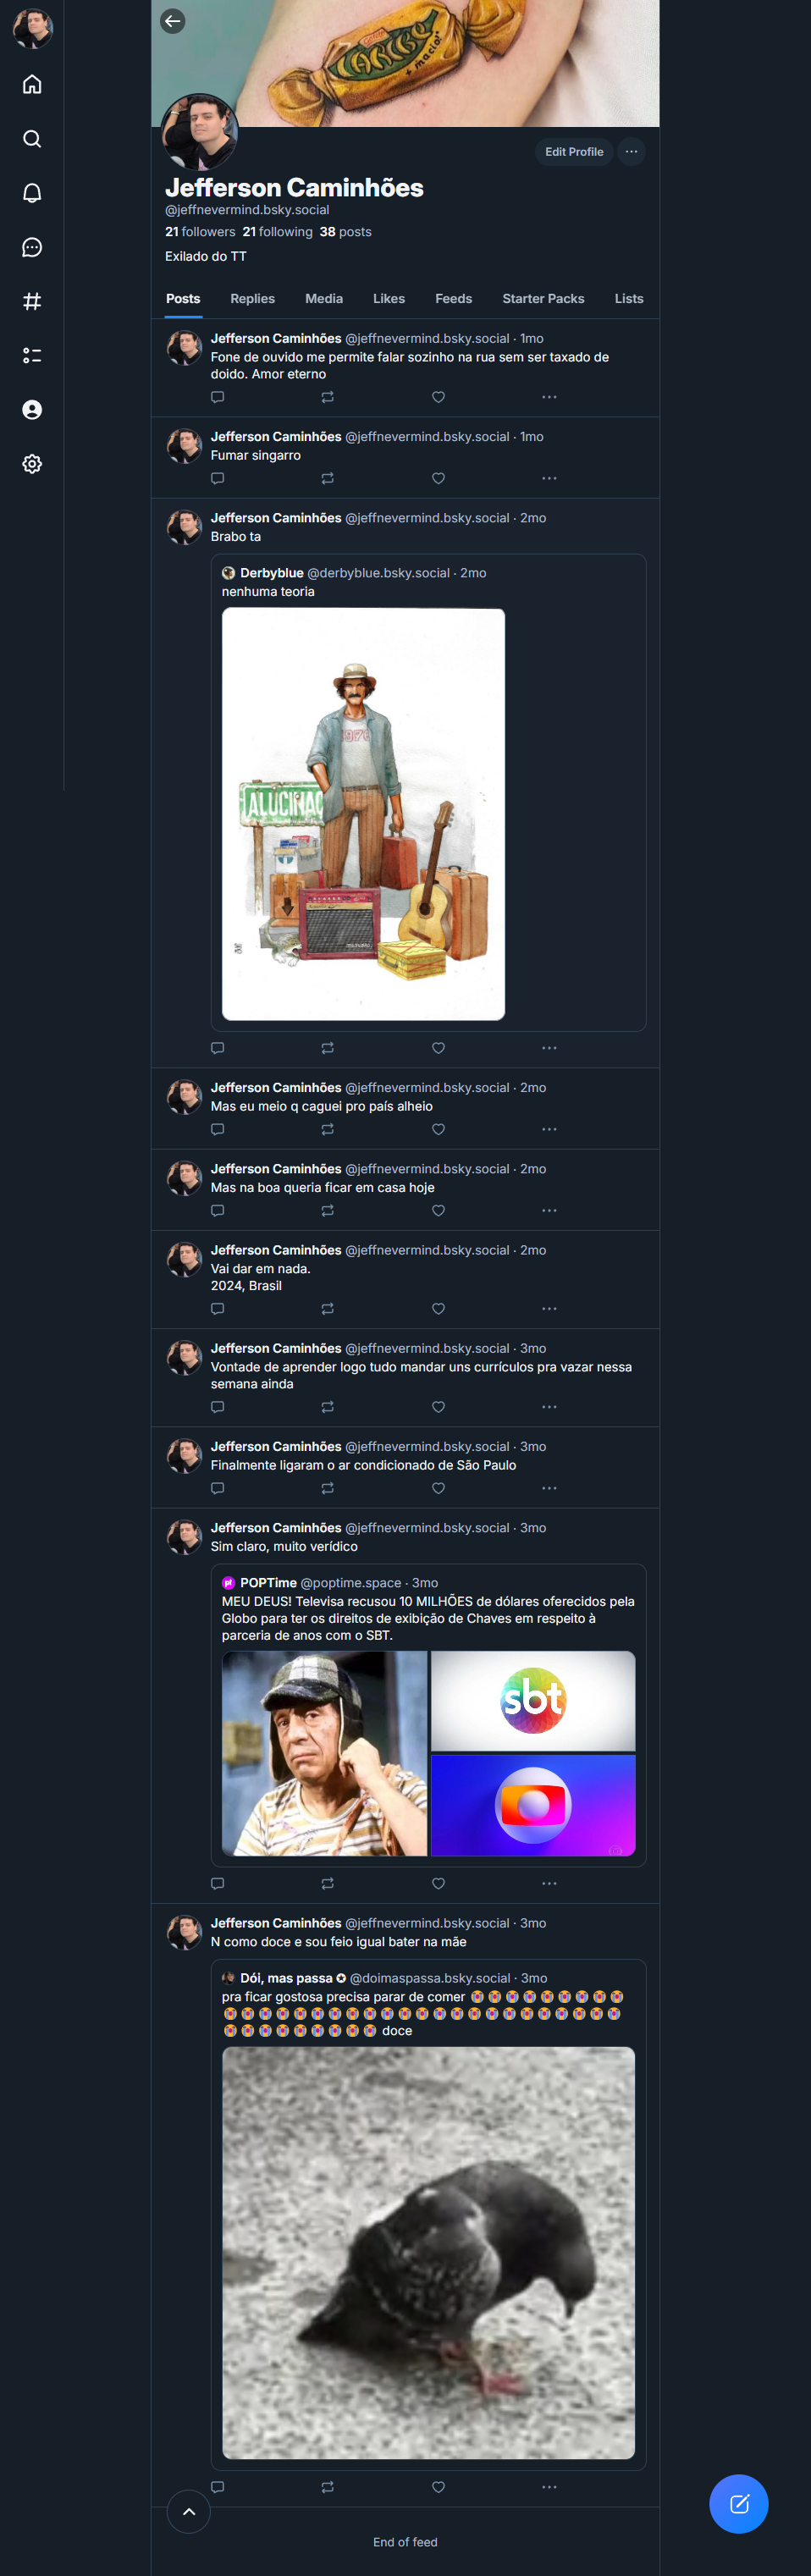 CARIBE
+ macio!
Edit Profile
Jefferson Caminhões
@jeffnevermind.bsky.social
21 followers 21 following 38 posts
Exilado do TT
Posts Replies Media Likes Feeds Starter Packs Lists
Jefferson Caminhões @jeffnevermind.bsky.social · 1mo
Fone de ouvido me permite falar sozinho na rua sem ser taxado de
doido. Amor eterno
Jefferson Caminhões @jeffnevermind.bsky.social · 1mo
Fumar singarro
Jefferson Caminhões @jeffnevermind.bsky.social · 2mo
Brabo ta
Derbyblue @derbyblue.bsky.social · 2mo
nenhuma teoria
1976
ALUCINAÇ
Jefferson Caminhões @jeffnevermind.bsky.social · 2mo
Mas eu meio q caguei pro país alheio
Jefferson Caminhões @jeffnevermind.bsky.social · 2mo
Mas na boa queria ficar em casa hoje
Jefferson Caminhões @jeffnevermind.bsky.social · 2mo
Vai dar em nada.
2024, Brasil
Jefferson Caminhões @jeffnevermind.bsky.social · 3mo
Vontade de aprender logo tudo mandar uns currículos pra vazar nessa
semana ainda
Jefferson Caminhões @jeffnevermind.bsky.social · 3mo
Finalmente ligaram o ar condicionado de São Paulo
Jefferson Caminhões @jeffnevermind.bsky.social · 3mo
Sim claro, muito verídico
POPTime @poptime.space · 3mo
MEU DEUS! Televisa recusou 10 MILHÕES de dólares oferecidos pela
Globo para ter os direitos de exibição de Chaves em respeito à
parceria de anos com o SBT.
sbt
Jefferson Caminhões @jeffnevermind.bsky.social · 3mo
N como doce e sou feio igual bater na mãe
Dói, mas passa ✪ @doimaspassa.bsky.social · 3mo
pra ficar gostosa precisa parar de comer 😭😭😭😭😭😭😭😭😭
😭😭😭😭😭😭😭😭😭😭😭😭😭😭😭😭😭😭😭😭😭😭😭
😭😭😭😭😭😭😭😭😭 doce
End of feed